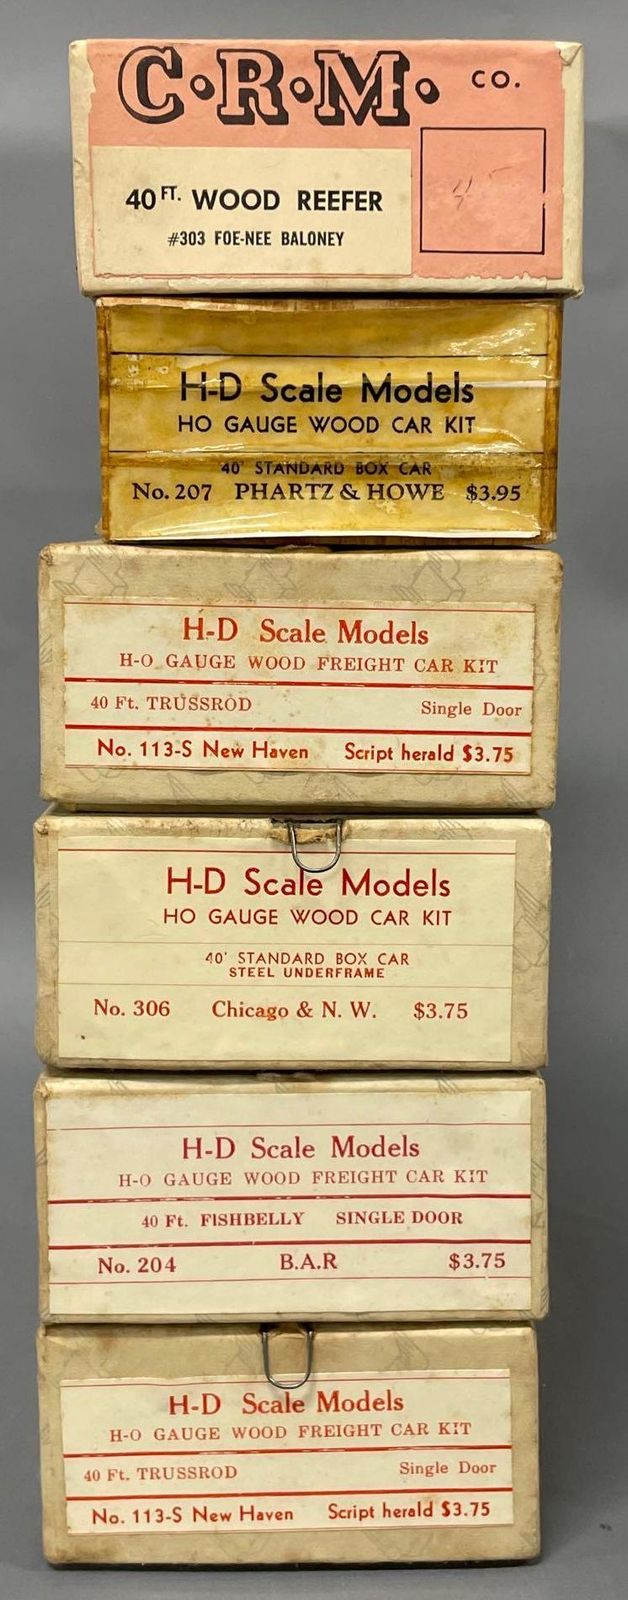 C·R·M· CO.
40 FT. WOOD REEFER
#303 FOE-NEE BALONEY
H-D Scale Models
HO GAUGE WOOD CAR KIT
40' STANDARD BOX CAR
No. 207 PHARTZ & HOWE $3.95
H-D Scale Models
H-O GAUGE WOOD FREIGHT CAR KIT
40 Ft. TRUSSROD Single Door
No. 113-S New Haven Script herald $3.75
H-D Scale Models
HO GAUGE WOOD CAR KIT
40' STANDARD BOX CAR
STEEL UNDERFRAME
No. 306 Chicago & N. W. $3.75
H-D Scale Models
H-O GAUGE WOOD FREIGHT CAR KIT
40 Ft. FISHBELLY SINGLE DOOR
No. 204 B.A.R $3.75
H-D Scale Models
H-O GAUGE WOOD FREIGHT CAR KIT
40 Ft. TRUSSROD Single Door
No. 113-S New Haven Script herald $3.75